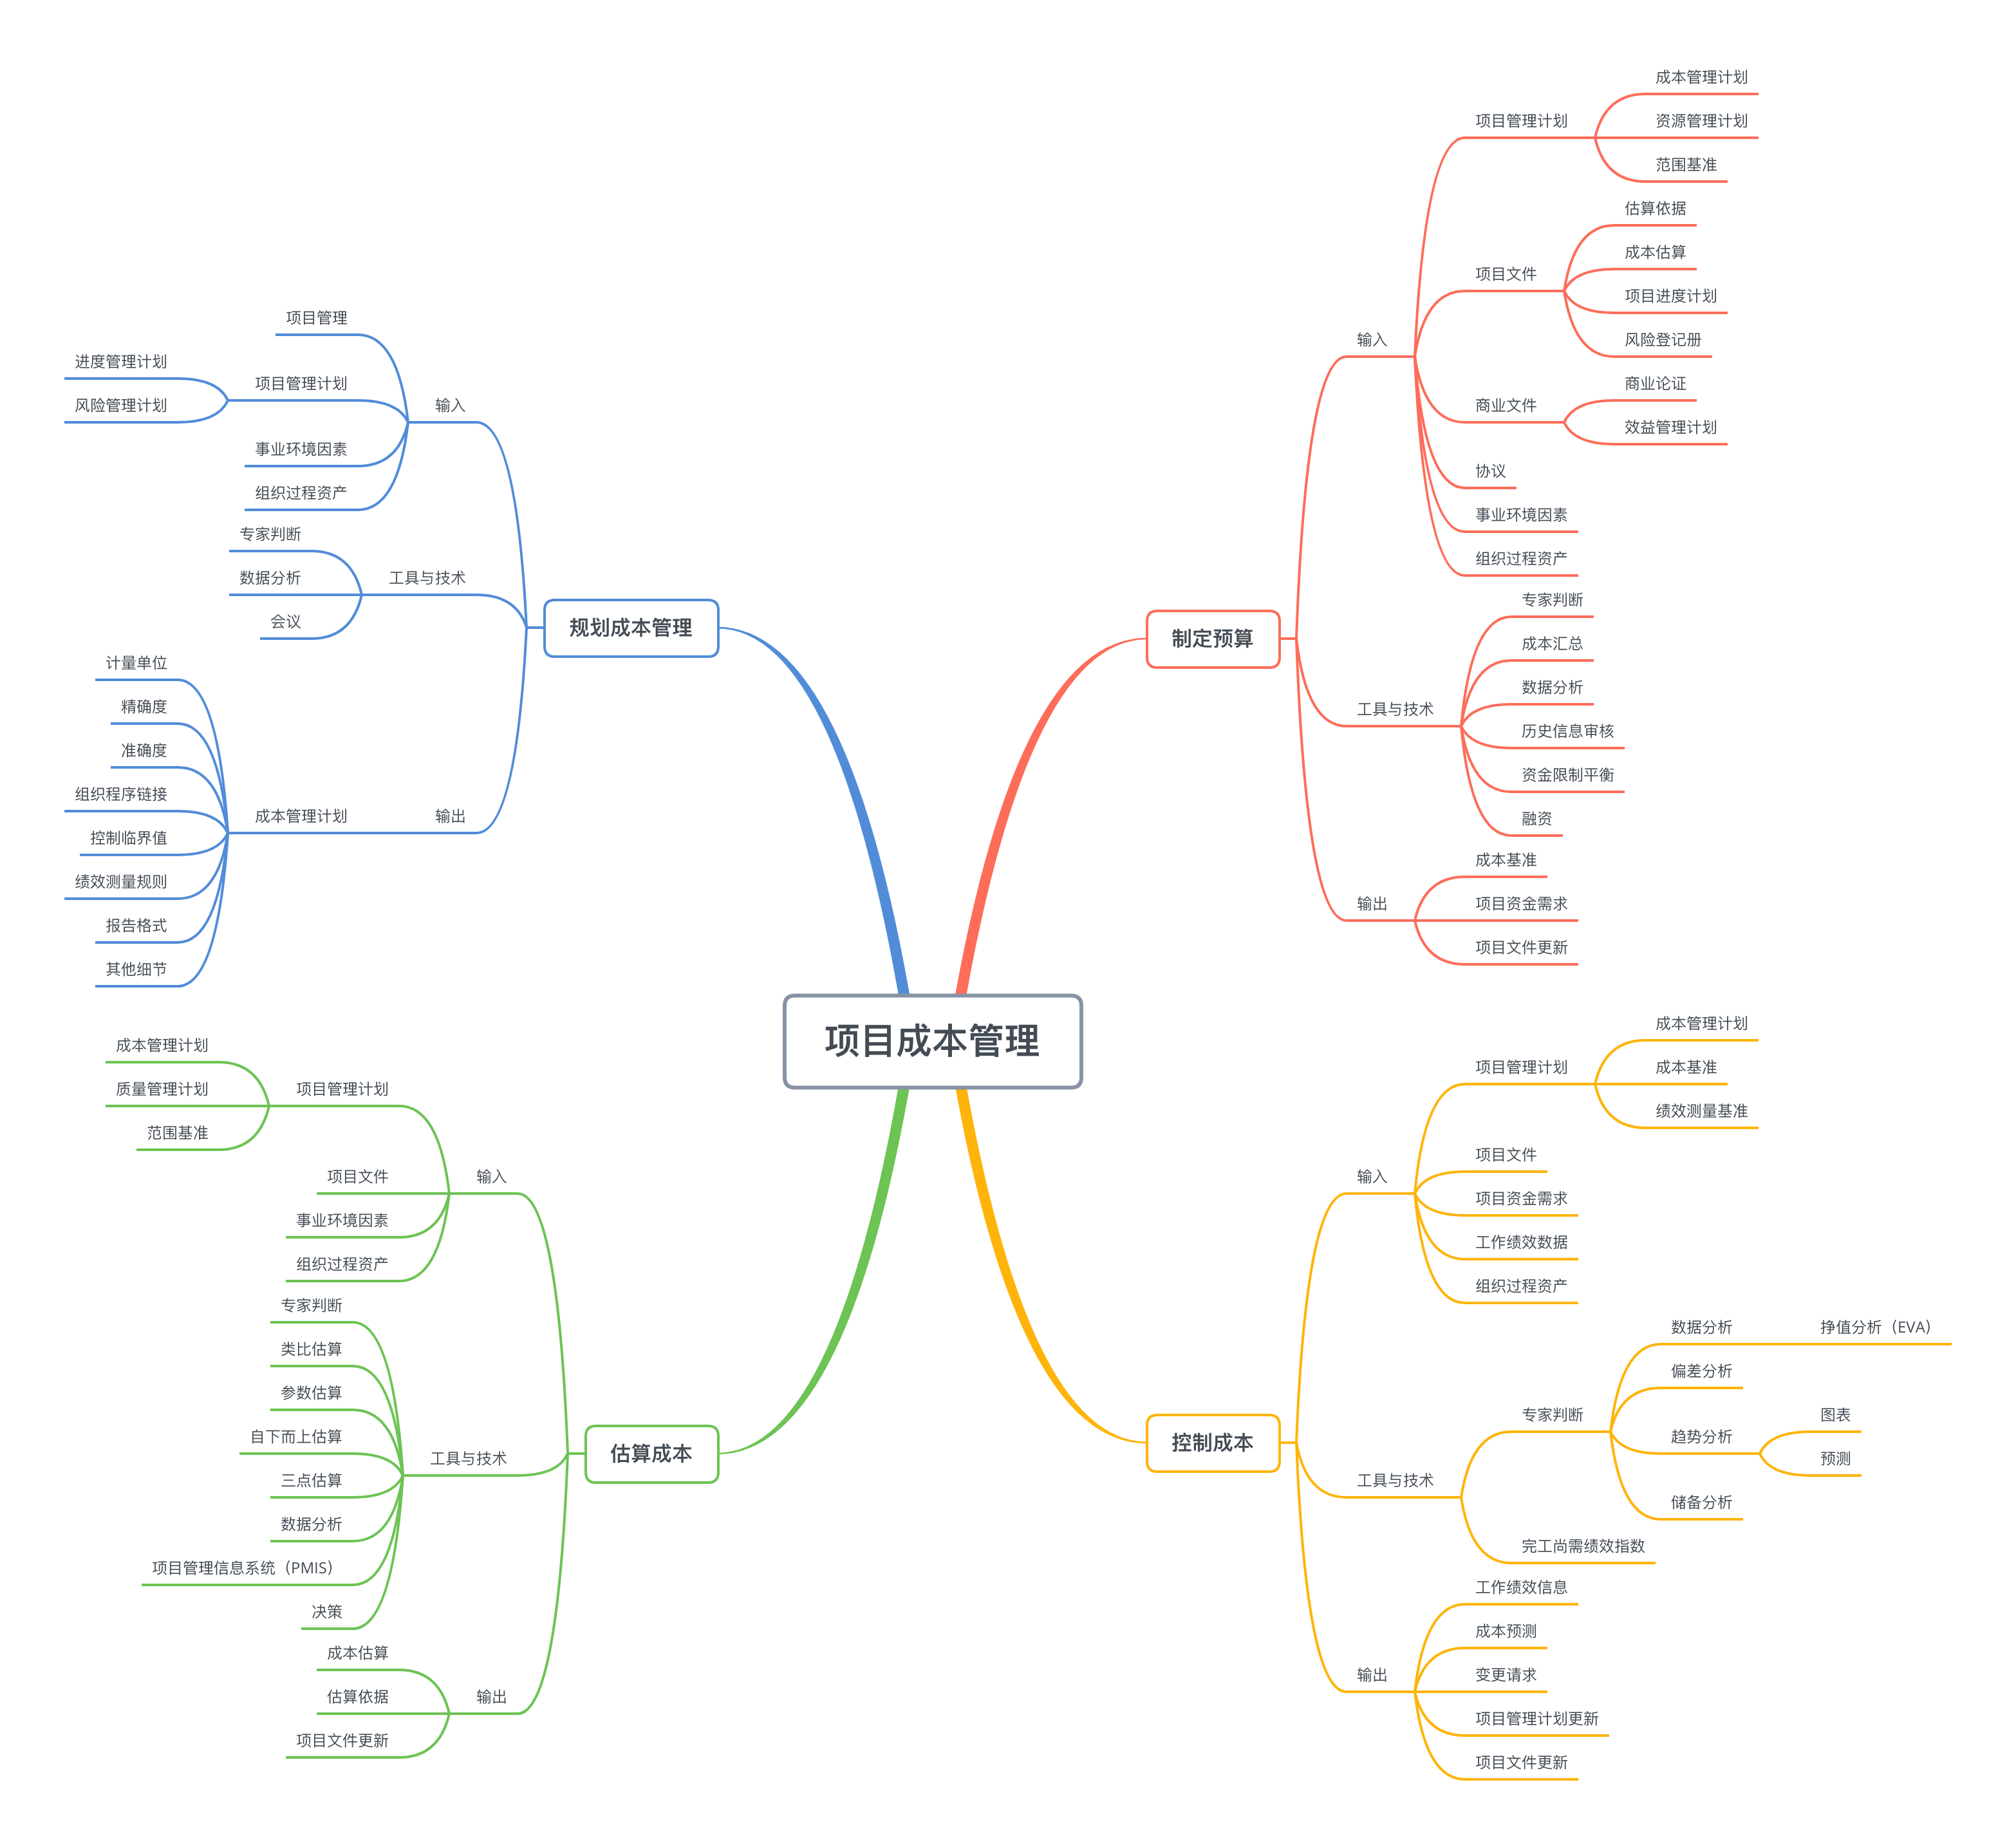 项目成本管理
规划成本管理
输入
项目管理
项目管理计划
进度管理计划
风险管理计划
事业环境因素
组织过程资产
工具与技术
专家判断
数据分析
会议
输出
成本管理计划
计量单位
精确度
准确度
组织程序链接
控制临界值
绩效测量规则
报告格式
其他细节
估算成本
输入
项目管理计划
成本管理计划
质量管理计划
范围基准
项目文件
事业环境因素
组织过程资产
工具与技术
专家判断
类比估算
参数估算
自下而上估算
三点估算
数据分析
项目管理信息系统（PMIS）
决策
输出
成本估算
估算依据
项目文件更新
制定预算
输入
项目管理计划
成本管理计划
资源管理计划
范围基准
项目文件
估算依据
成本估算
项目进度计划
风险登记册
商业文件
商业论证
效益管理计划
协议
事业环境因素
组织过程资产
工具与技术
专家判断
成本汇总
数据分析
历史信息审核
资金限制平衡
融资
输出
成本基准
项目资金需求
项目文件更新
控制成本
输入
项目管理计划
成本管理计划
成本基准
绩效测量基准
项目文件
项目资金需求
工作绩效数据
组织过程资产
工具与技术
专家判断
数据分析
挣值分析（EVA）
偏差分析
趋势分析
图表
预测
储备分析
完工尚需绩效指数
输出
工作绩效信息
成本预测
变更请求
项目管理计划更新
项目文件更新